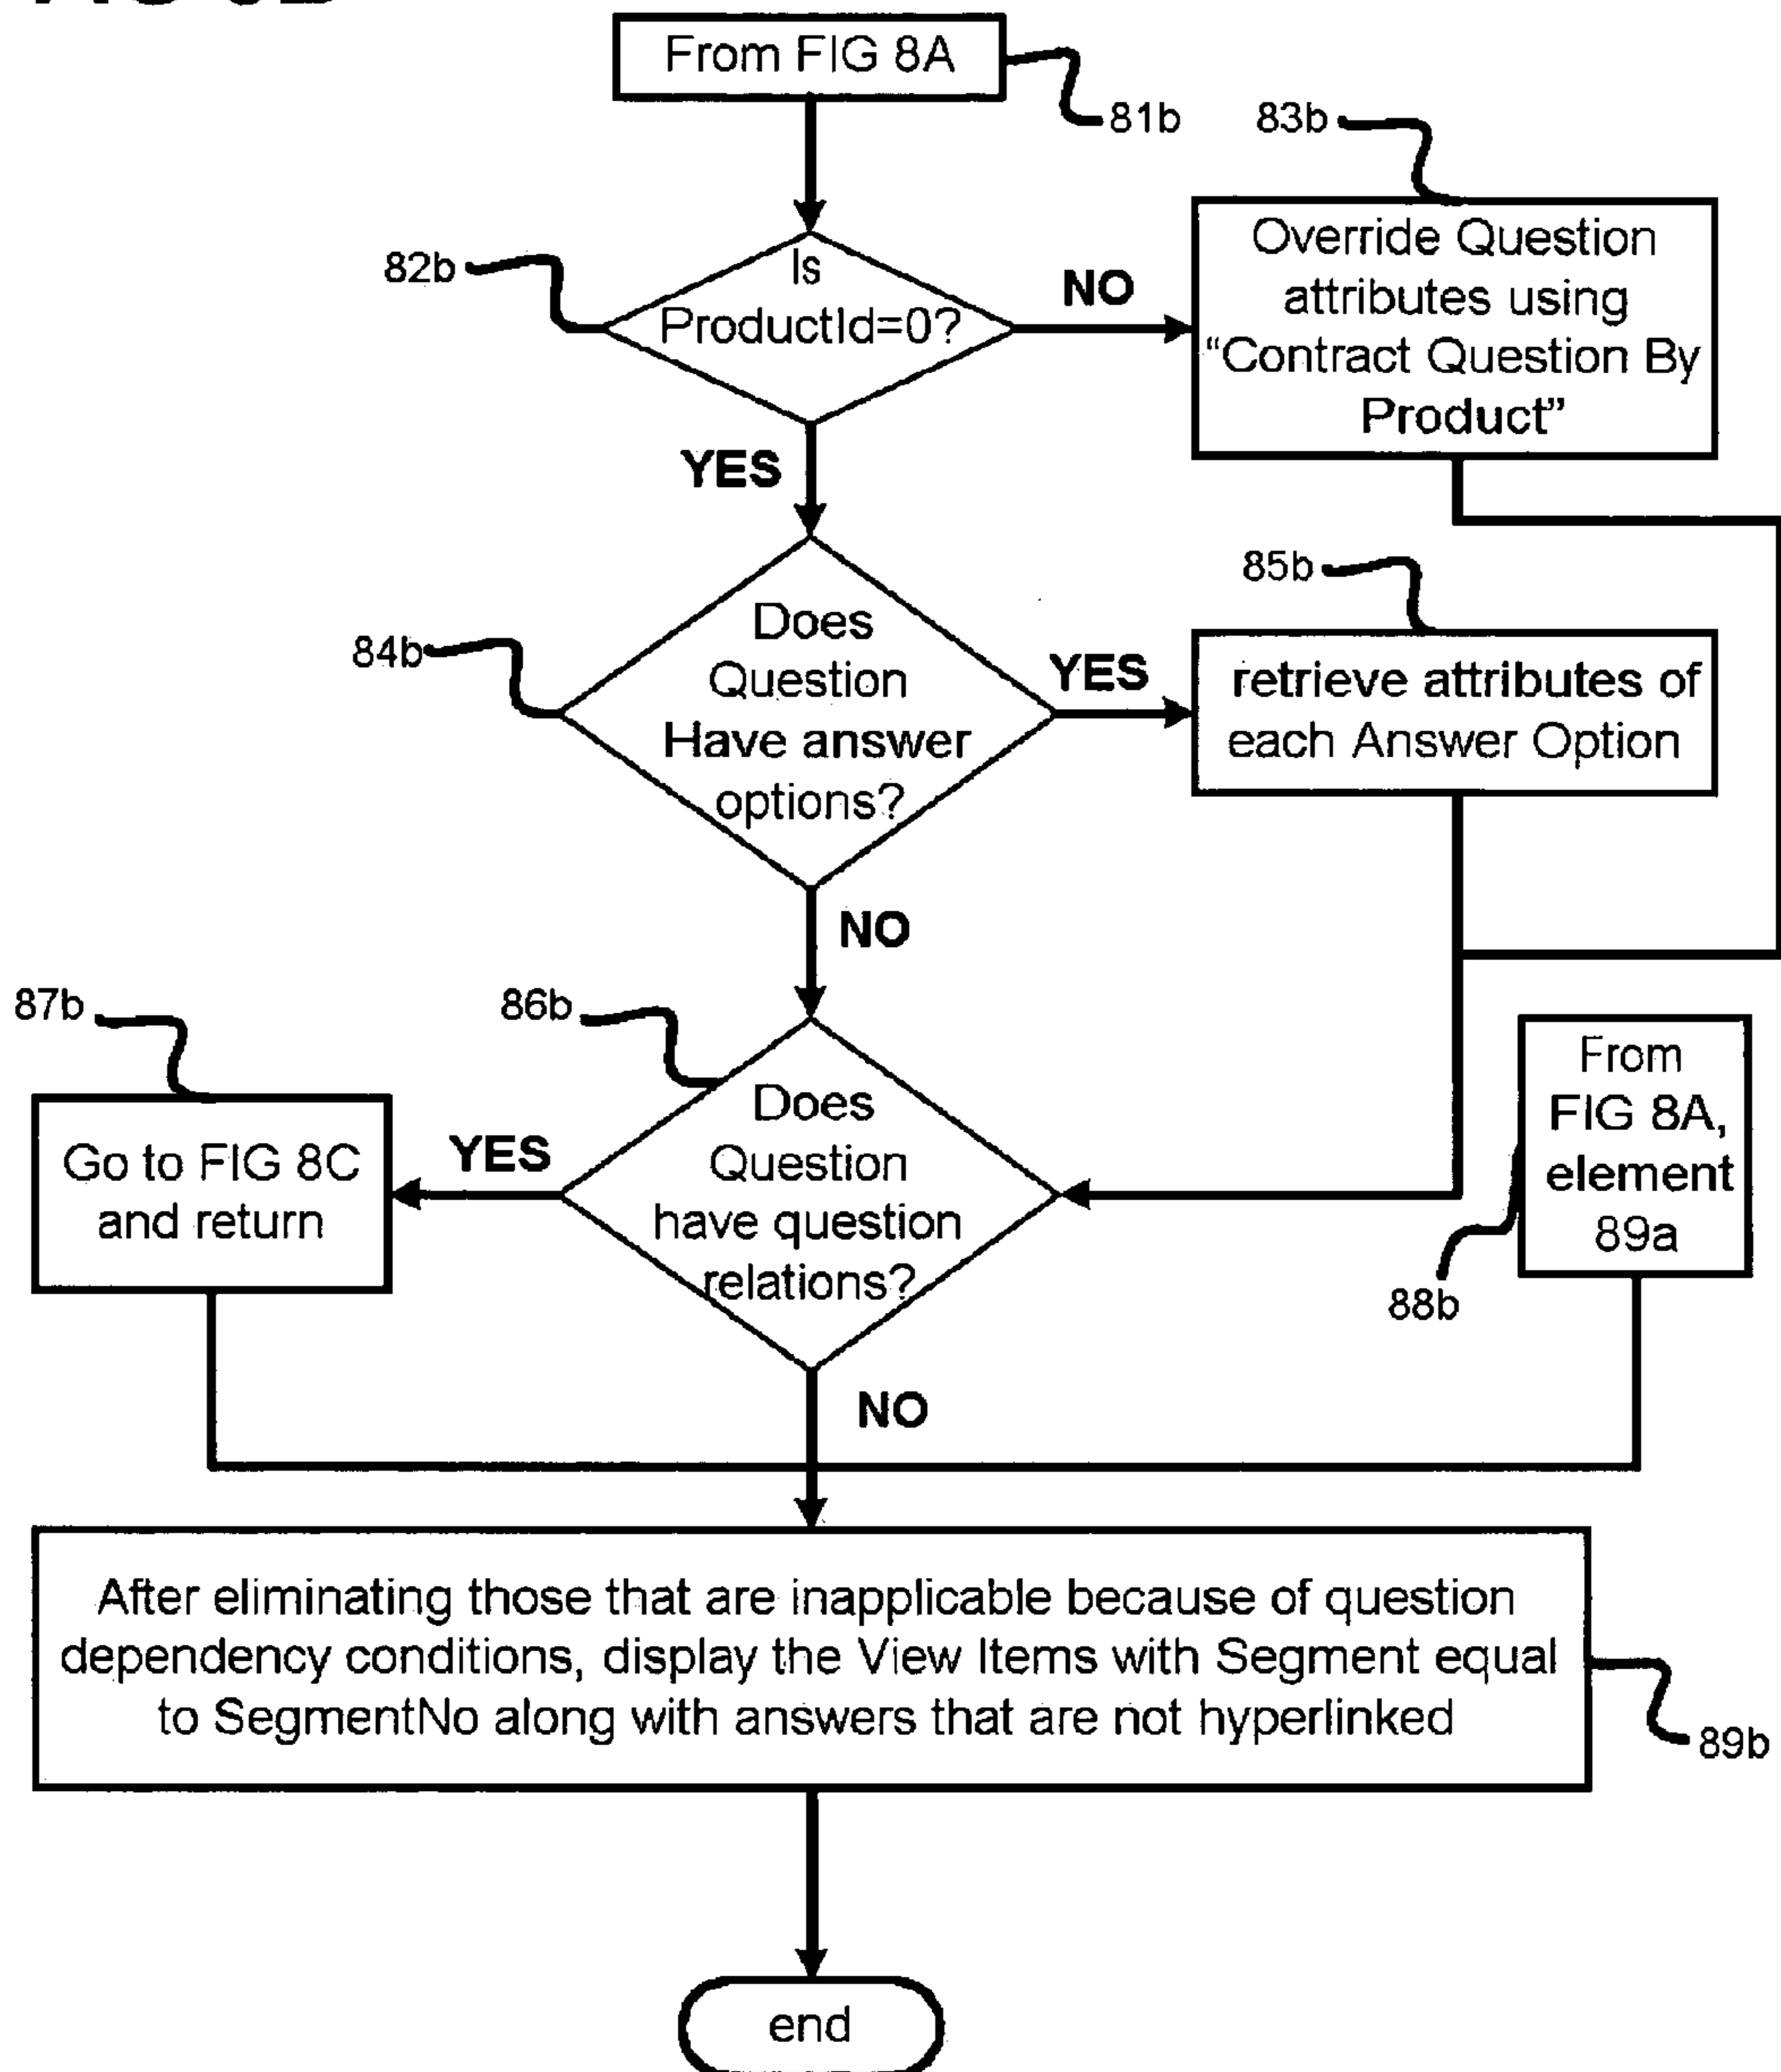 From FIG 8A
81b
83b
82b
Is
ProductId=0?
NO
Override Question
attributes using
“Contract Question By
Product”
YES
85b
84b
Does
Question
Have answer
options?
YES
retrieve attributes of
each Answer Option
NO
87b
86b
From
FIG 8A,
element
89a
Does
Question
have question
relations?
YES
Go to FIG 8C
and return
88b
NO
After eliminating those that are inapplicable because of question
dependency conditions, display the View Items with Segment equal
to SegmentNo along with answers that are not hyperlinked
89b
end